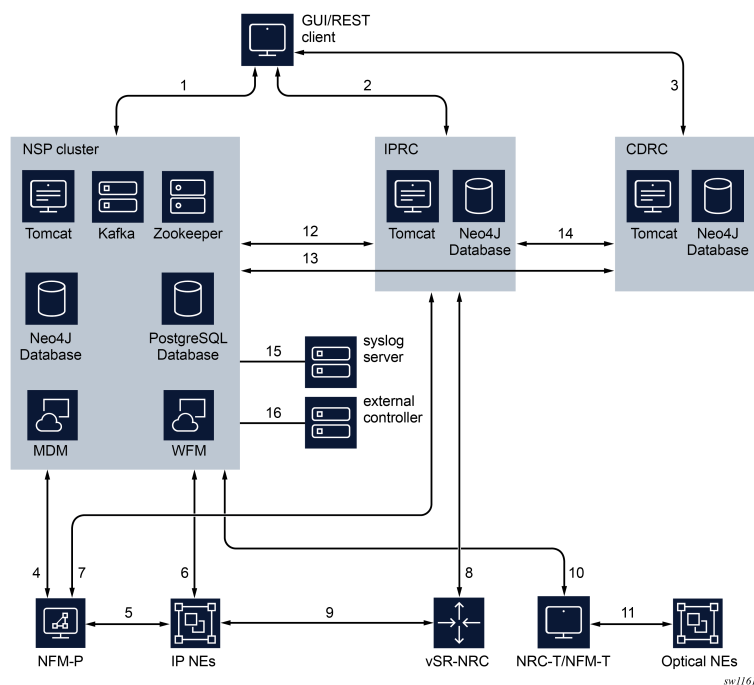 GUI/REST
client
1
2
3
NSP cluster
IPRC
CDRC
Tomcat
Kafka
Zookeeper
Tomcat
Neo4J
Database
Tomcat
Neo4J
Database
12
14
13
Neo4J
Database
PostgreSQL
Database
15
syslog
server
16
external
controller
MDM
WFM
4
7
6
8
10
5
9
11
NFM-P
IP NEs
vSR-NRC
NRC-T/NFM-T
Optical NEs